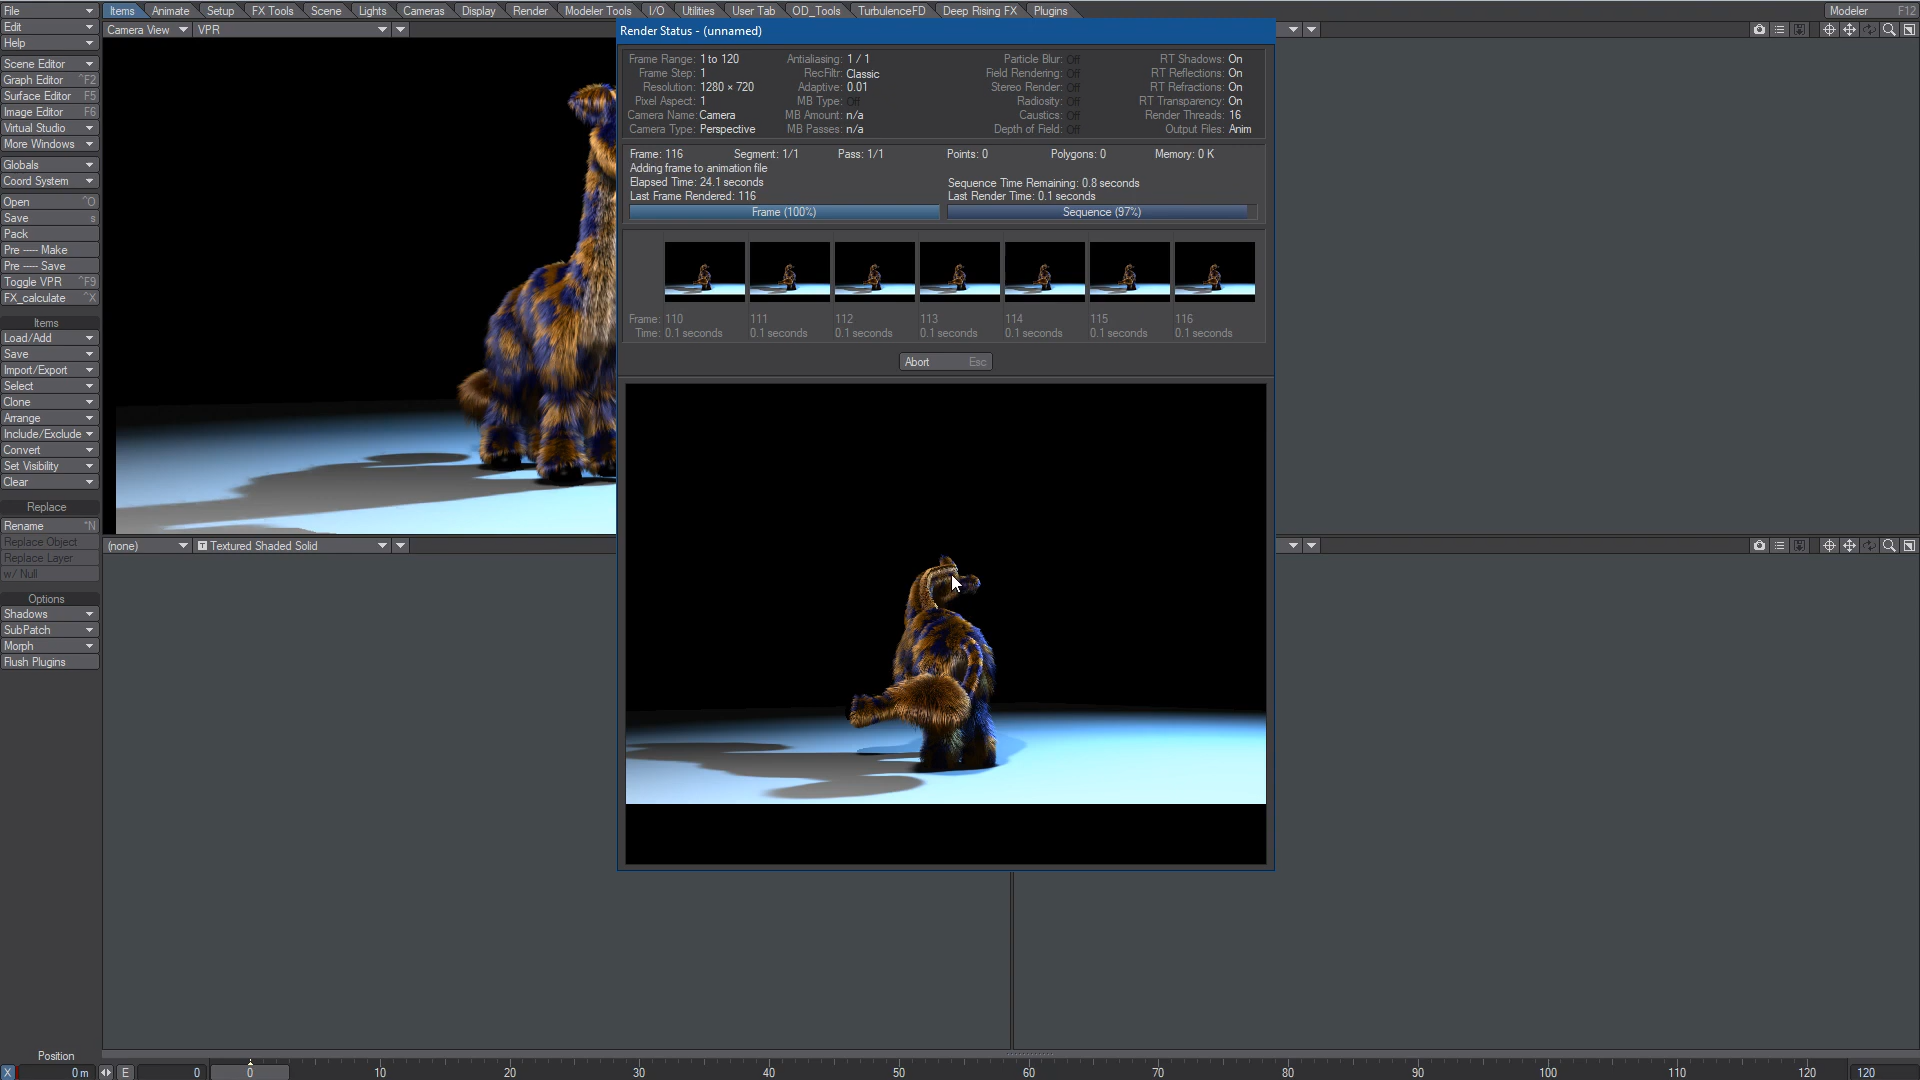 File Items Animate Setup FX Tools Scene Lights Cameras Display Render Modeler Tools I/O Utilities User Tab OD_Tools TurbulenceFD Deep Rising FX Plugins Modeler F12
Edit
Help
Camera View VPR
Scene Editor
Graph Editor ^F2
Surface Editor F5
Image Editor F6
Virtual Studio
More Windows
Globals
Coord System
Open ^O
Save s
Pack
Pre ---- Make
Pre ---- Save
Toggle VPR ^F9
FX_calculate ^X
Items
Load/Add
Save
Import/Export
Select
Clone
Arrange
Include/Exclude
Convert
Set Visibility
Clear
Replace
Rename ^N
Replace Object
Replace Layer
w/ Null
Options
Shadows
SubPatch
Morph
Flush Plugins
Render Status - (unnamed)
Frame Range: 1 to 120 Antialiasing: 1 / 1 Particle Blur: Off RT Shadows: On
Frame Step: 1 RecFiltr: Classic Field Rendering: Off RT Reflections: On
Resolution: 1280 × 720 Adaptive: 0.01 Stereo Render: Off RT Refractions: On
Pixel Aspect: 1 MB Type: Off Radiosity: Off RT Transparency: On
Camera Name: Camera MB Amount: n/a Caustics: Off Render Threads: 16
Camera Type: Perspective MB Passes: n/a Depth of Field: Off Output Files: Anim
Frame: 116 Segment: 1/1 Pass: 1/1 Points: 0 Polygons: 0 Memory: 0 K
Adding frame to animation file
Elapsed Time: 24.1 seconds Sequence Time Remaining: 0.8 seconds
Last Frame Rendered: 116 Last Render Time: 0.1 seconds
Frame (100%) Sequence (97%)
Frame: 110 111 112 113 114 115 116
Time: 0.1 seconds 0.1 seconds 0.1 seconds 0.1 seconds 0.1 seconds 0.1 seconds 0.1 seconds
Abort Esc
(none) Textured Shaded Solid
Position
X 0 m E 0 0 10 20 30 40 50 60 70 80 90 100 110 120 120